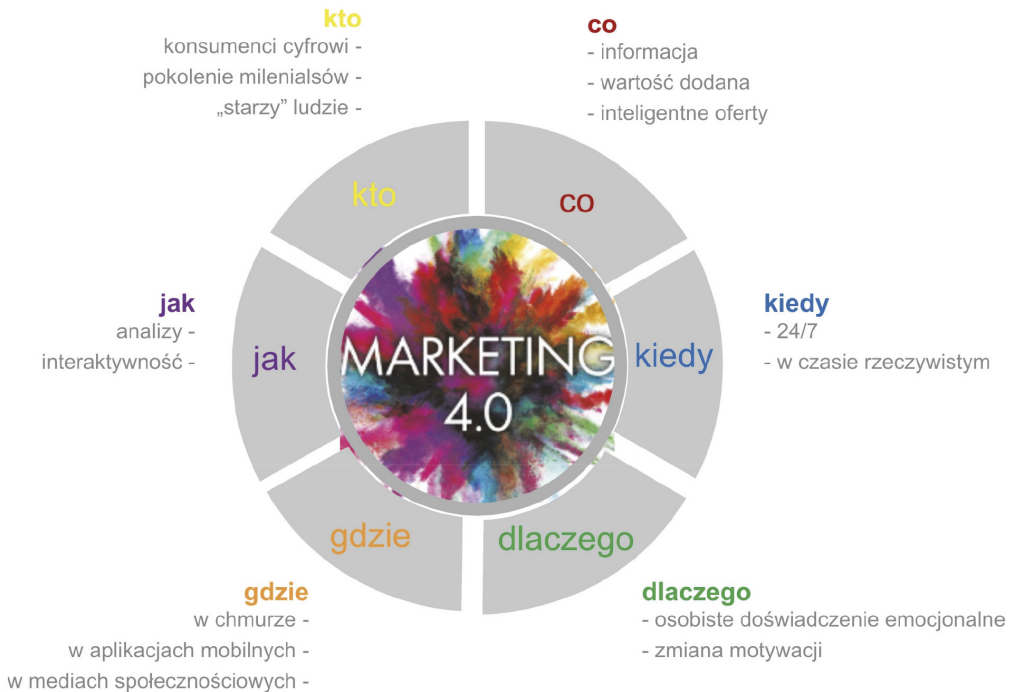 kto
konsumenci cyfrowi -
pokolenie milenialsów -
„starzy” ludzie -
co
- informacja
- wartość dodana
- inteligentne oferty
kto
co
jak
analizy -
interaktywność -
jak
MARKETING
4.0
kiedy
kiedy
- 24/7
- w czasie rzeczywistym
gdzie
dlaczego
gdzie
w chmurze -
w aplikacjach mobilnych -
w mediach społecznościowych -
dlaczego
- osobiste doświadczenie emocjonalne
- zmiana motywacji